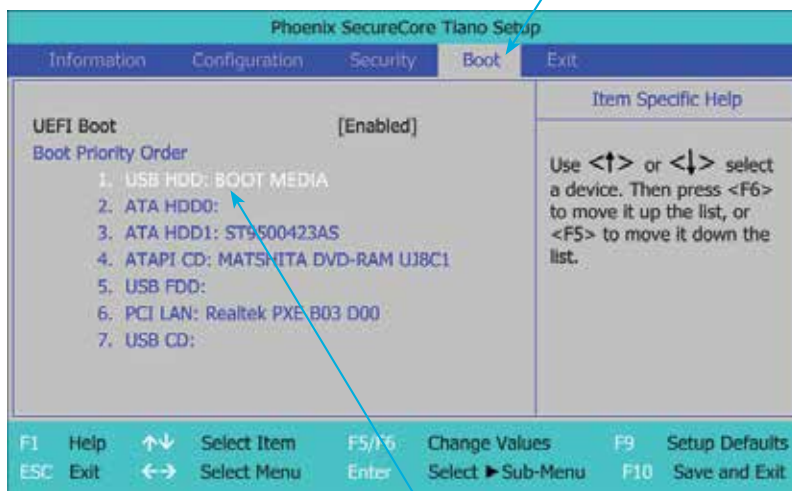 Phoenix SecureCore Tiano Setup
Information Configuration Security Boot Exit
Item Specific Help
UEFI Boot [Enabled]
Boot Priority Order
1. USB HDD: BOOT MEDIA
2. ATA HDD0:
3. ATA HDD1: ST9500423AS
4. ATAPI CD: MATSHITA DVD-RAM UJ8C1
5. USB FDD:
6. PCI LAN: Realtek PXE B03 D00
7. USB CD:
Use <↑> or <↓> select
a device. Then press <F6>
to move it up the list, or
<F5> to move it down the
list.
F1 Help ↑↓ Select Item F5/F6 Change Values F9 Setup Defaults
ESC Exit ←→ Select Menu Enter Select ►Sub-Menu F10 Save and Exit